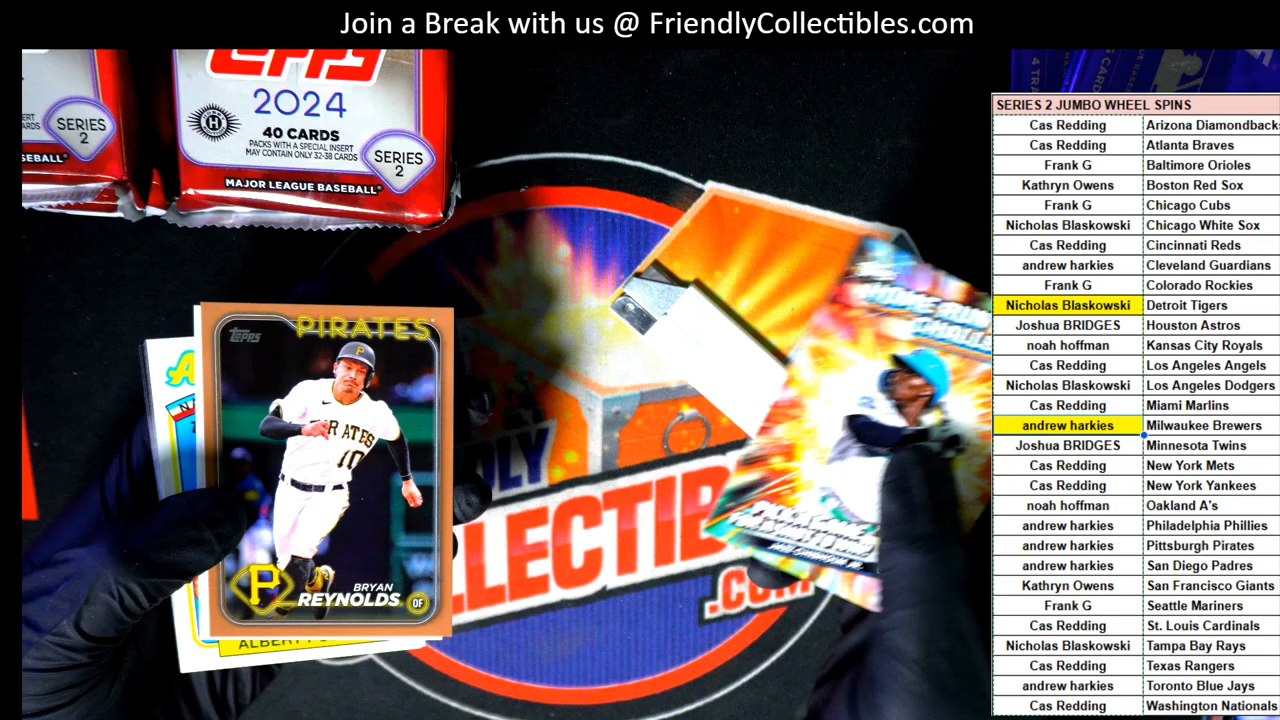 Join a Break with us @ FriendlyCollectibles.com
TOPPS
2024
40 CARDS
PACKS WITH A SPECIAL INSERT
MAY CONTAIN ONLY 32-38 CARDS
SERIES
2
MAJOR LEAGUE BASEBALL®
SERIES
2
SEBALL®
H
PIRATES
Topps
PIRATES
10
P
BRYAN
REYNOLDS OF
ALBERT
LECTIB
.COM
SERIES 2 JUMBO WHEEL SPINS
Cas Redding Arizona Diamondbacks
Cas Redding Atlanta Braves
Frank G Baltimore Orioles
Kathryn Owens Boston Red Sox
Frank G Chicago Cubs
Nicholas Blaskowski Chicago White Sox
Cas Redding Cincinnati Reds
andrew harkies Cleveland Guardians
Frank G Colorado Rockies
Nicholas Blaskowski Detroit Tigers
Joshua BRIDGES Houston Astros
noah hoffman Kansas City Royals
Cas Redding Los Angeles Angels
Nicholas Blaskowski Los Angeles Dodgers
Cas Redding Miami Marlins
andrew harkies Milwaukee Brewers
Joshua BRIDGES Minnesota Twins
Cas Redding New York Mets
Cas Redding New York Yankees
noah hoffman Oakland A's
andrew harkies Philadelphia Phillies
andrew harkies Pittsburgh Pirates
andrew harkies San Diego Padres
Kathryn Owens San Francisco Giants
Frank G Seattle Mariners
Cas Redding St. Louis Cardinals
Nicholas Blaskowski Tampa Bay Rays
Cas Redding Texas Rangers
andrew harkies Toronto Blue Jays
Cas Redding Washington Nationals